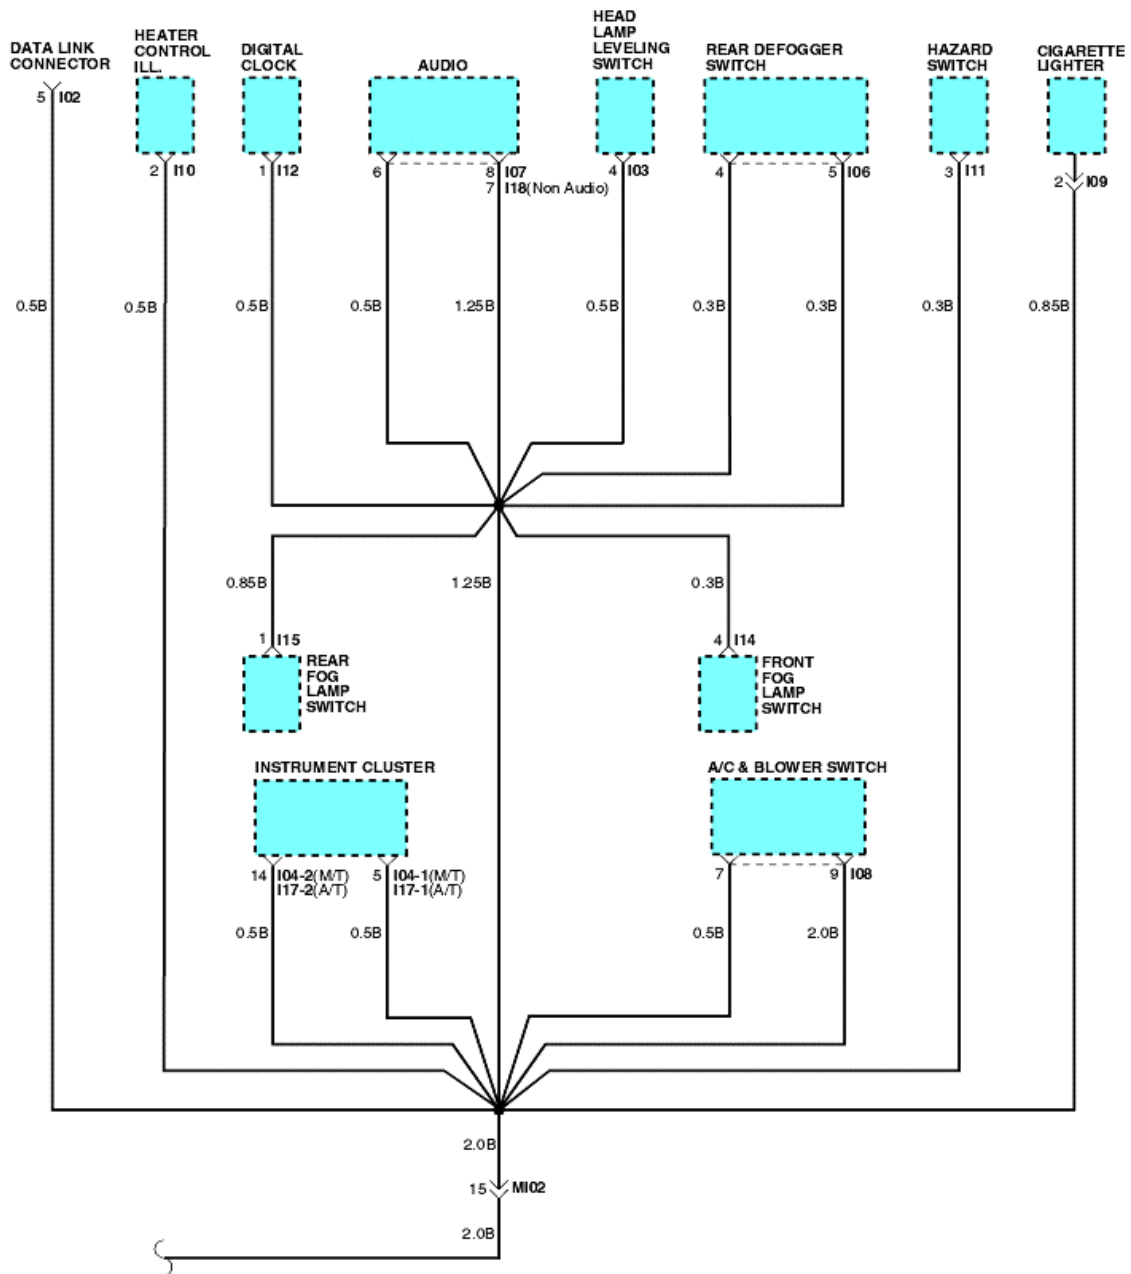 DATA LINK
CONNECTOR
HEATER
CONTROL
ILL.
DIGITAL
CLOCK
AUDIO
HEAD
LAMP
LEVELING
SWITCH
REAR DEFOGGER
SWITCH
HAZARD
SWITCH
CIGARETTE
LIGHTER
5 I02
2 I10
1 I12
6
8 I07
7 I18(Non Audio)
4 I03
4
5 I06
3 I11
2 I09
0.5B
0.5B
0.5B
0.5B
1.25B
0.5B
0.3B
0.3B
0.3B
0.85B
0.85B
1.25B
0.3B
1 I15
REAR
FOG
LAMP
SWITCH
4 I14
FRONT
FOG
LAMP
SWITCH
INSTRUMENT CLUSTER
A/C & BLOWER SWITCH
14 I04-2(M/T)
I17-2(A/T)
5 I04-1(M/T)
I17-1(A/T)
7
9 I08
0.5B
0.5B
0.5B
2.0B
2.0B
15 MI02
2.0B